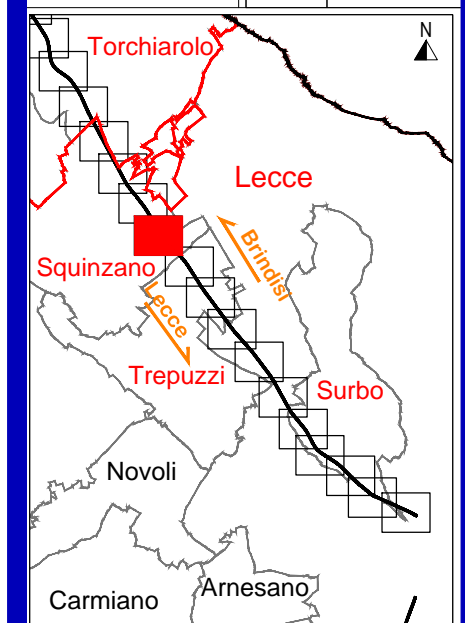 N
Torchiarolo
Lecce
Brindisi
Squinzano
Lecce
Trepuzzi
Surbo
Novoli
Arnesano
Carmiano